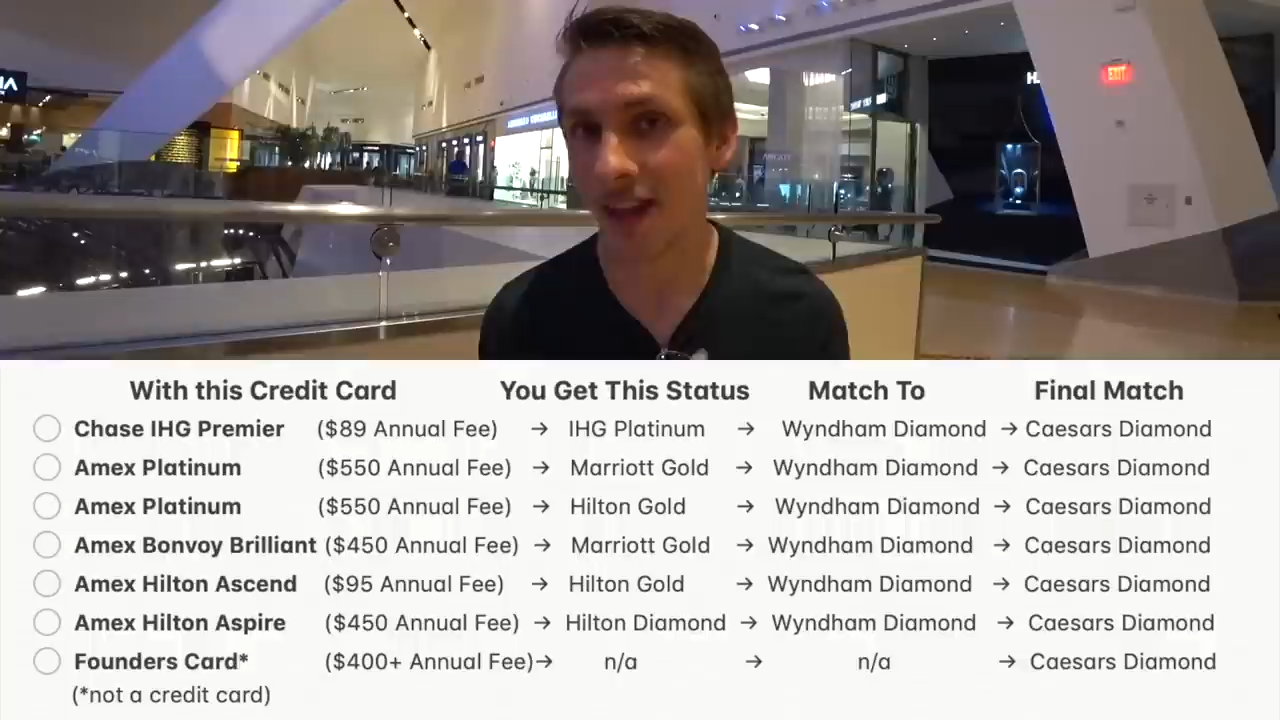 EXIT
With this Credit Card You Get This Status Match To Final Match
Chase IHG Premier ($89 Annual Fee) → IHG Platinum → Wyndham Diamond → Caesars Diamond
Amex Platinum ($550 Annual Fee) → Marriott Gold → Wyndham Diamond → Caesars Diamond
Amex Platinum ($550 Annual Fee) → Hilton Gold → Wyndham Diamond → Caesars Diamond
Amex Bonvoy Brilliant ($450 Annual Fee) → Marriott Gold → Wyndham Diamond → Caesars Diamond
Amex Hilton Ascend ($95 Annual Fee) → Hilton Gold → Wyndham Diamond → Caesars Diamond
Amex Hilton Aspire ($450 Annual Fee) → Hilton Diamond → Wyndham Diamond → Caesars Diamond
Founders Card* ($400+ Annual Fee)→ n/a → n/a → Caesars Diamond
(*not a credit card)